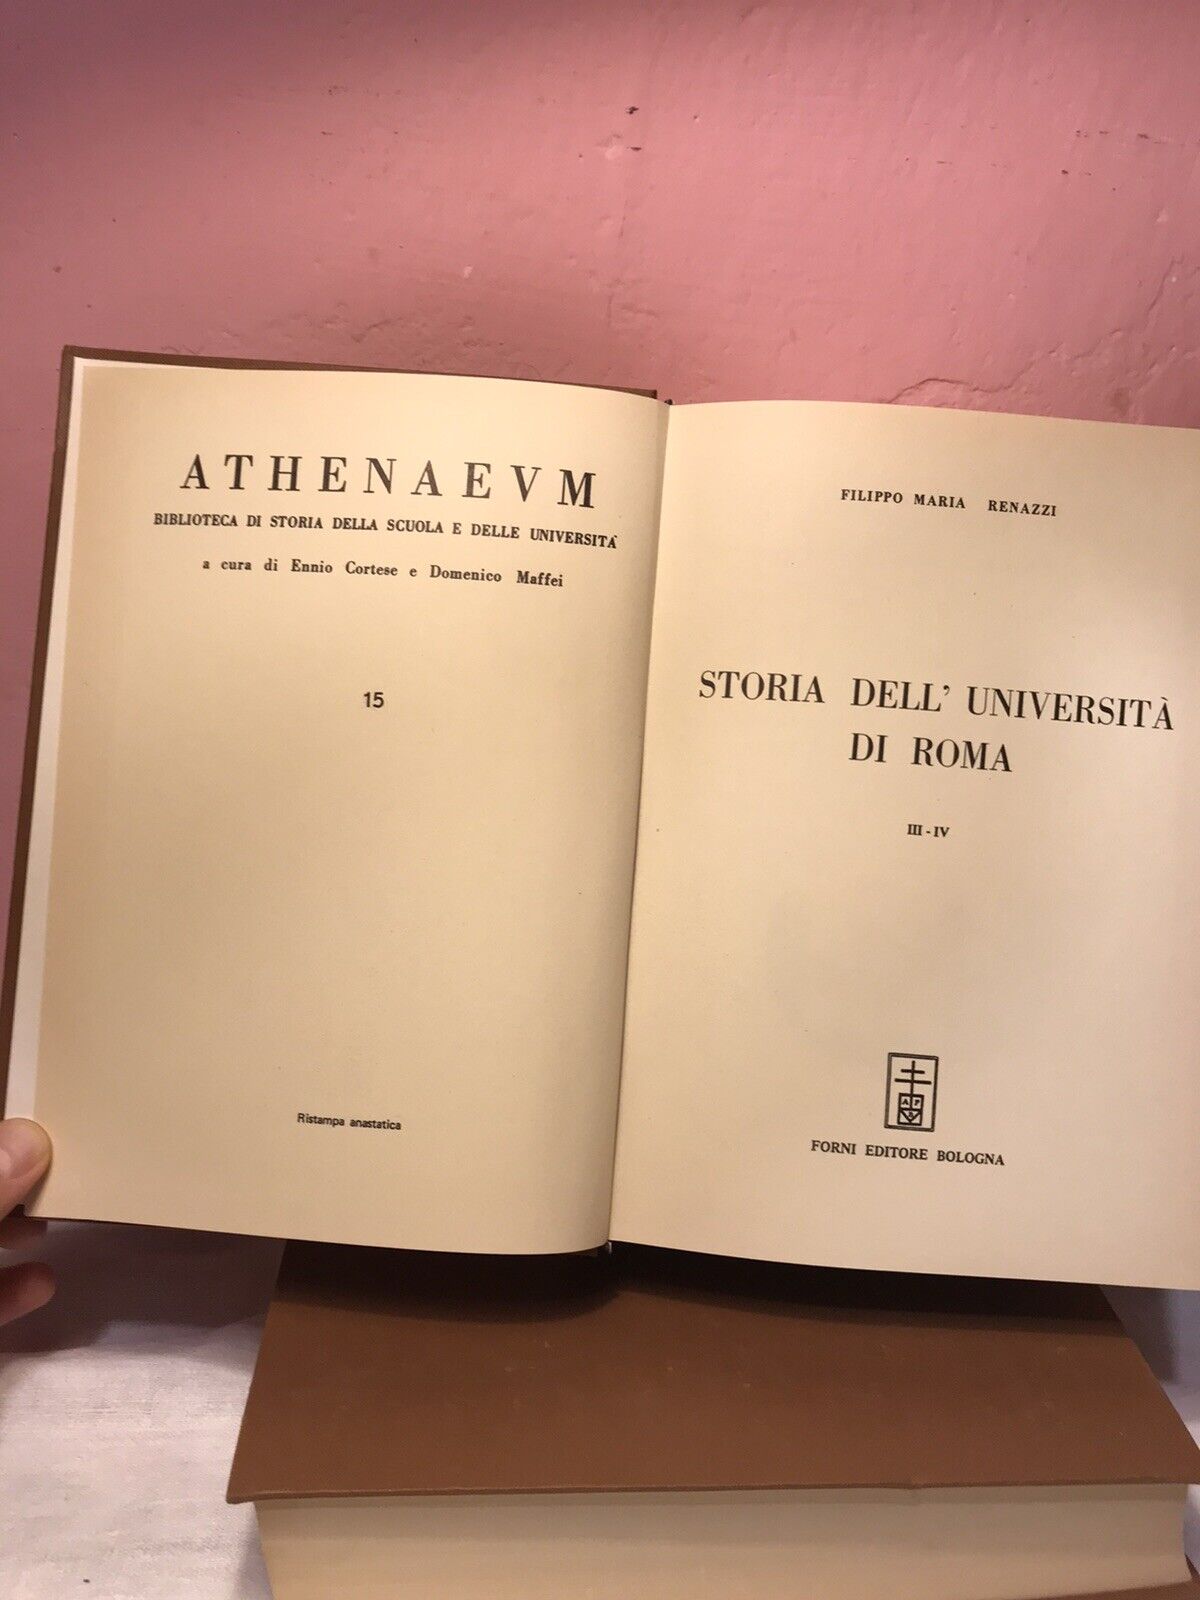 ATHENAEVM
BIBLIOTECA DI STORIA DELLA SCUOLA E DELLE UNIVERSITÀ
a cura di Ennio Cortese e Domenico Maffei
15
Ristampa anastatica
FILIPPO MARIA RENAZZI
STORIA DELL' UNIVERSITÀ
DI ROMA
III - IV
FORNI EDITORE BOLOGNA